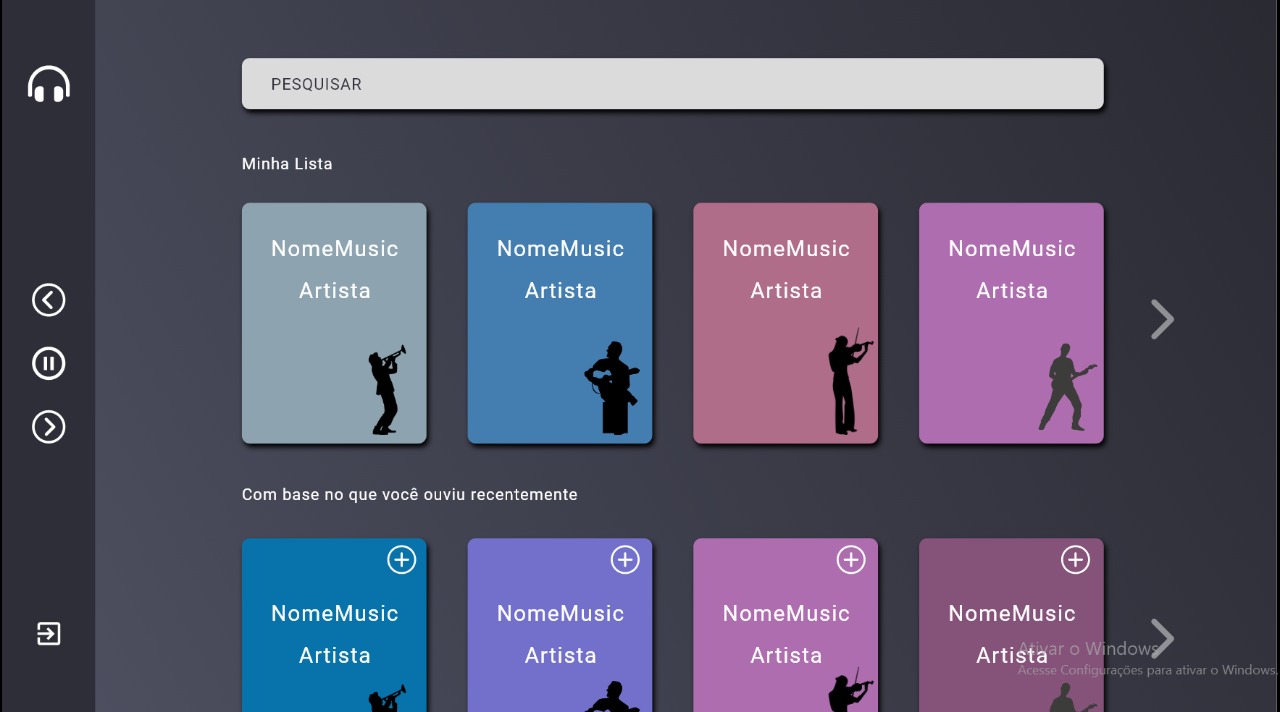 PESQUISAR
Minha Lista
NomeMusic
Artista
NomeMusic
Artista
NomeMusic
Artista
NomeMusic
Artista
Com base no que você ouviu recentemente
NomeMusic
Artista
NomeMusic
Artista
NomeMusic
Artista
NomeMusic
Artista
Ativar o Windows
Acesse Configurações para ativar o Windows.